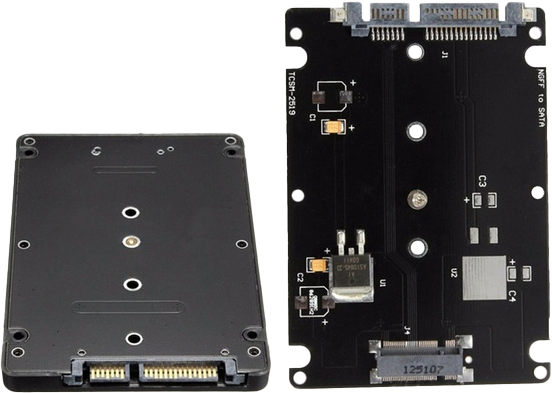 J1
TCSM-2519
NGFF to SATA
+
C1
+
C3
+
+
U2
+
C2
U1
C4
+
J4
125107